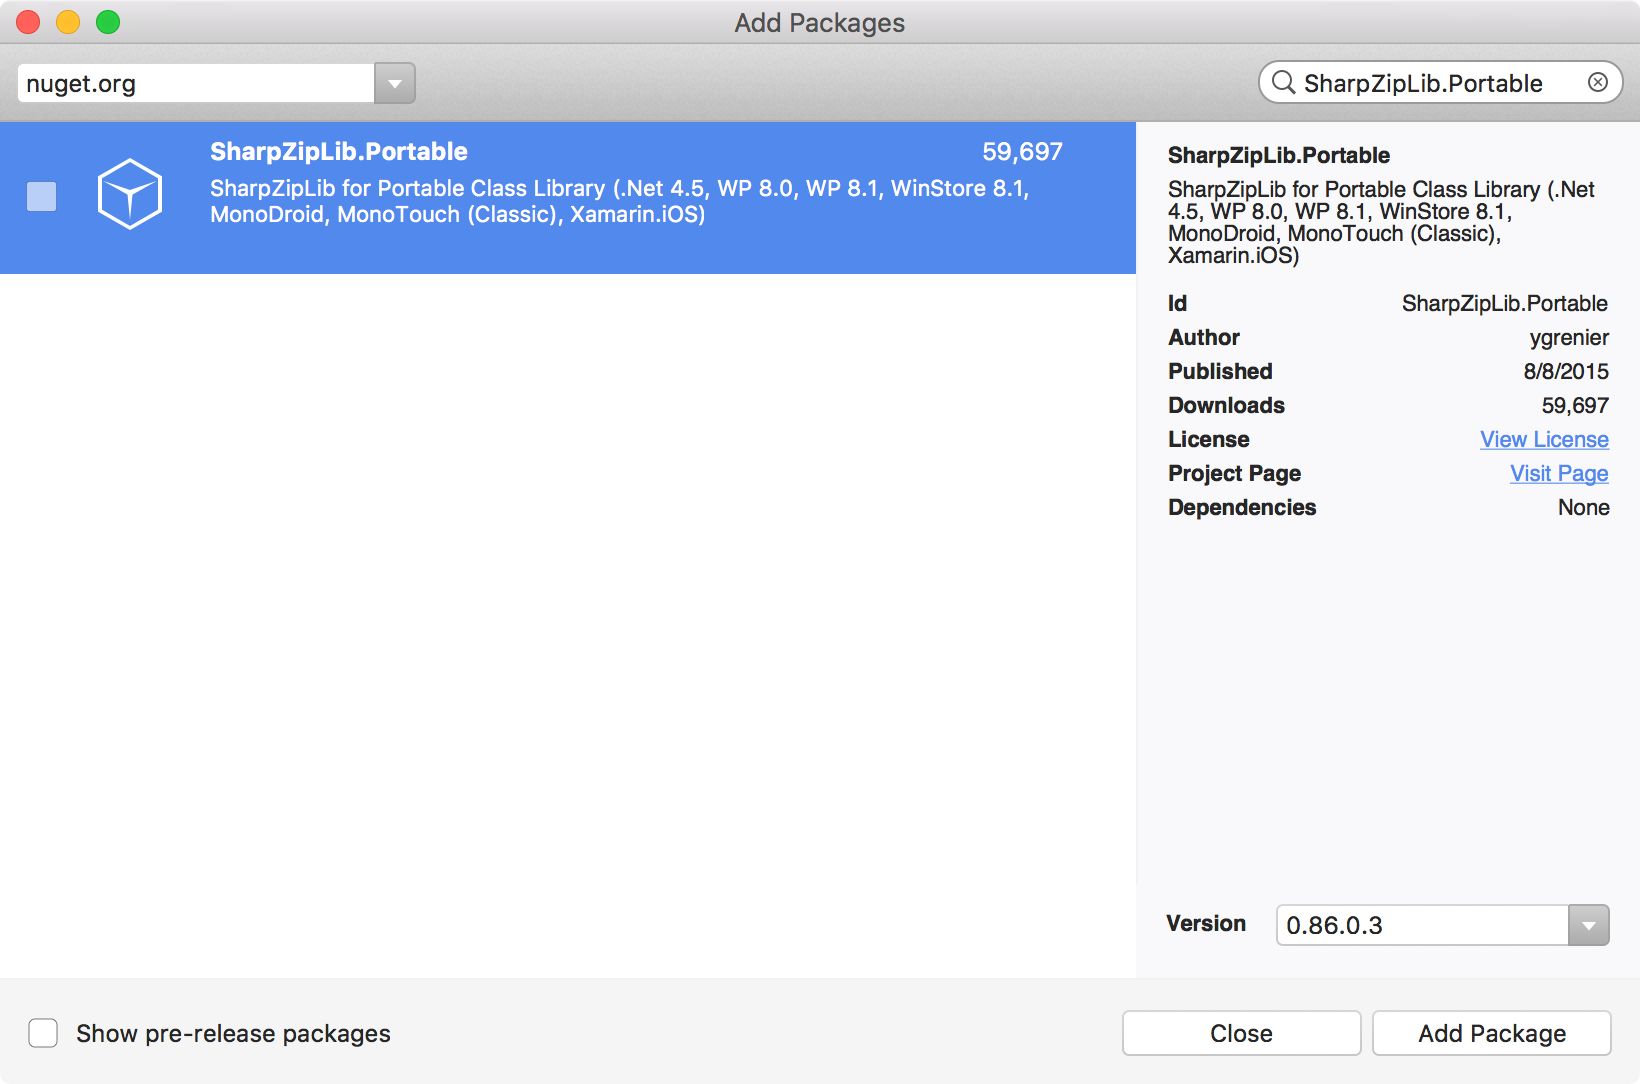 Add Packages
nuget.org
SharpZipLib.Portable
SharpZipLib.Portable 59,697
SharpZipLib for Portable Class Library (.Net 4.5, WP 8.0, WP 8.1, WinStore 8.1,
MonoDroid, MonoTouch (Classic), Xamarin.iOS)
SharpZipLib.Portable
SharpZipLib for Portable Class Library (.Net
4.5, WP 8.0, WP 8.1, WinStore 8.1,
MonoDroid, MonoTouch (Classic),
Xamarin.iOS)
Id SharpZipLib.Portable
Author ygrenier
Published 8/8/2015
Downloads 59,697
License View License
Project Page Visit Page
Dependencies None
Version 0.86.0.3
Show pre-release packages
Close
Add Package